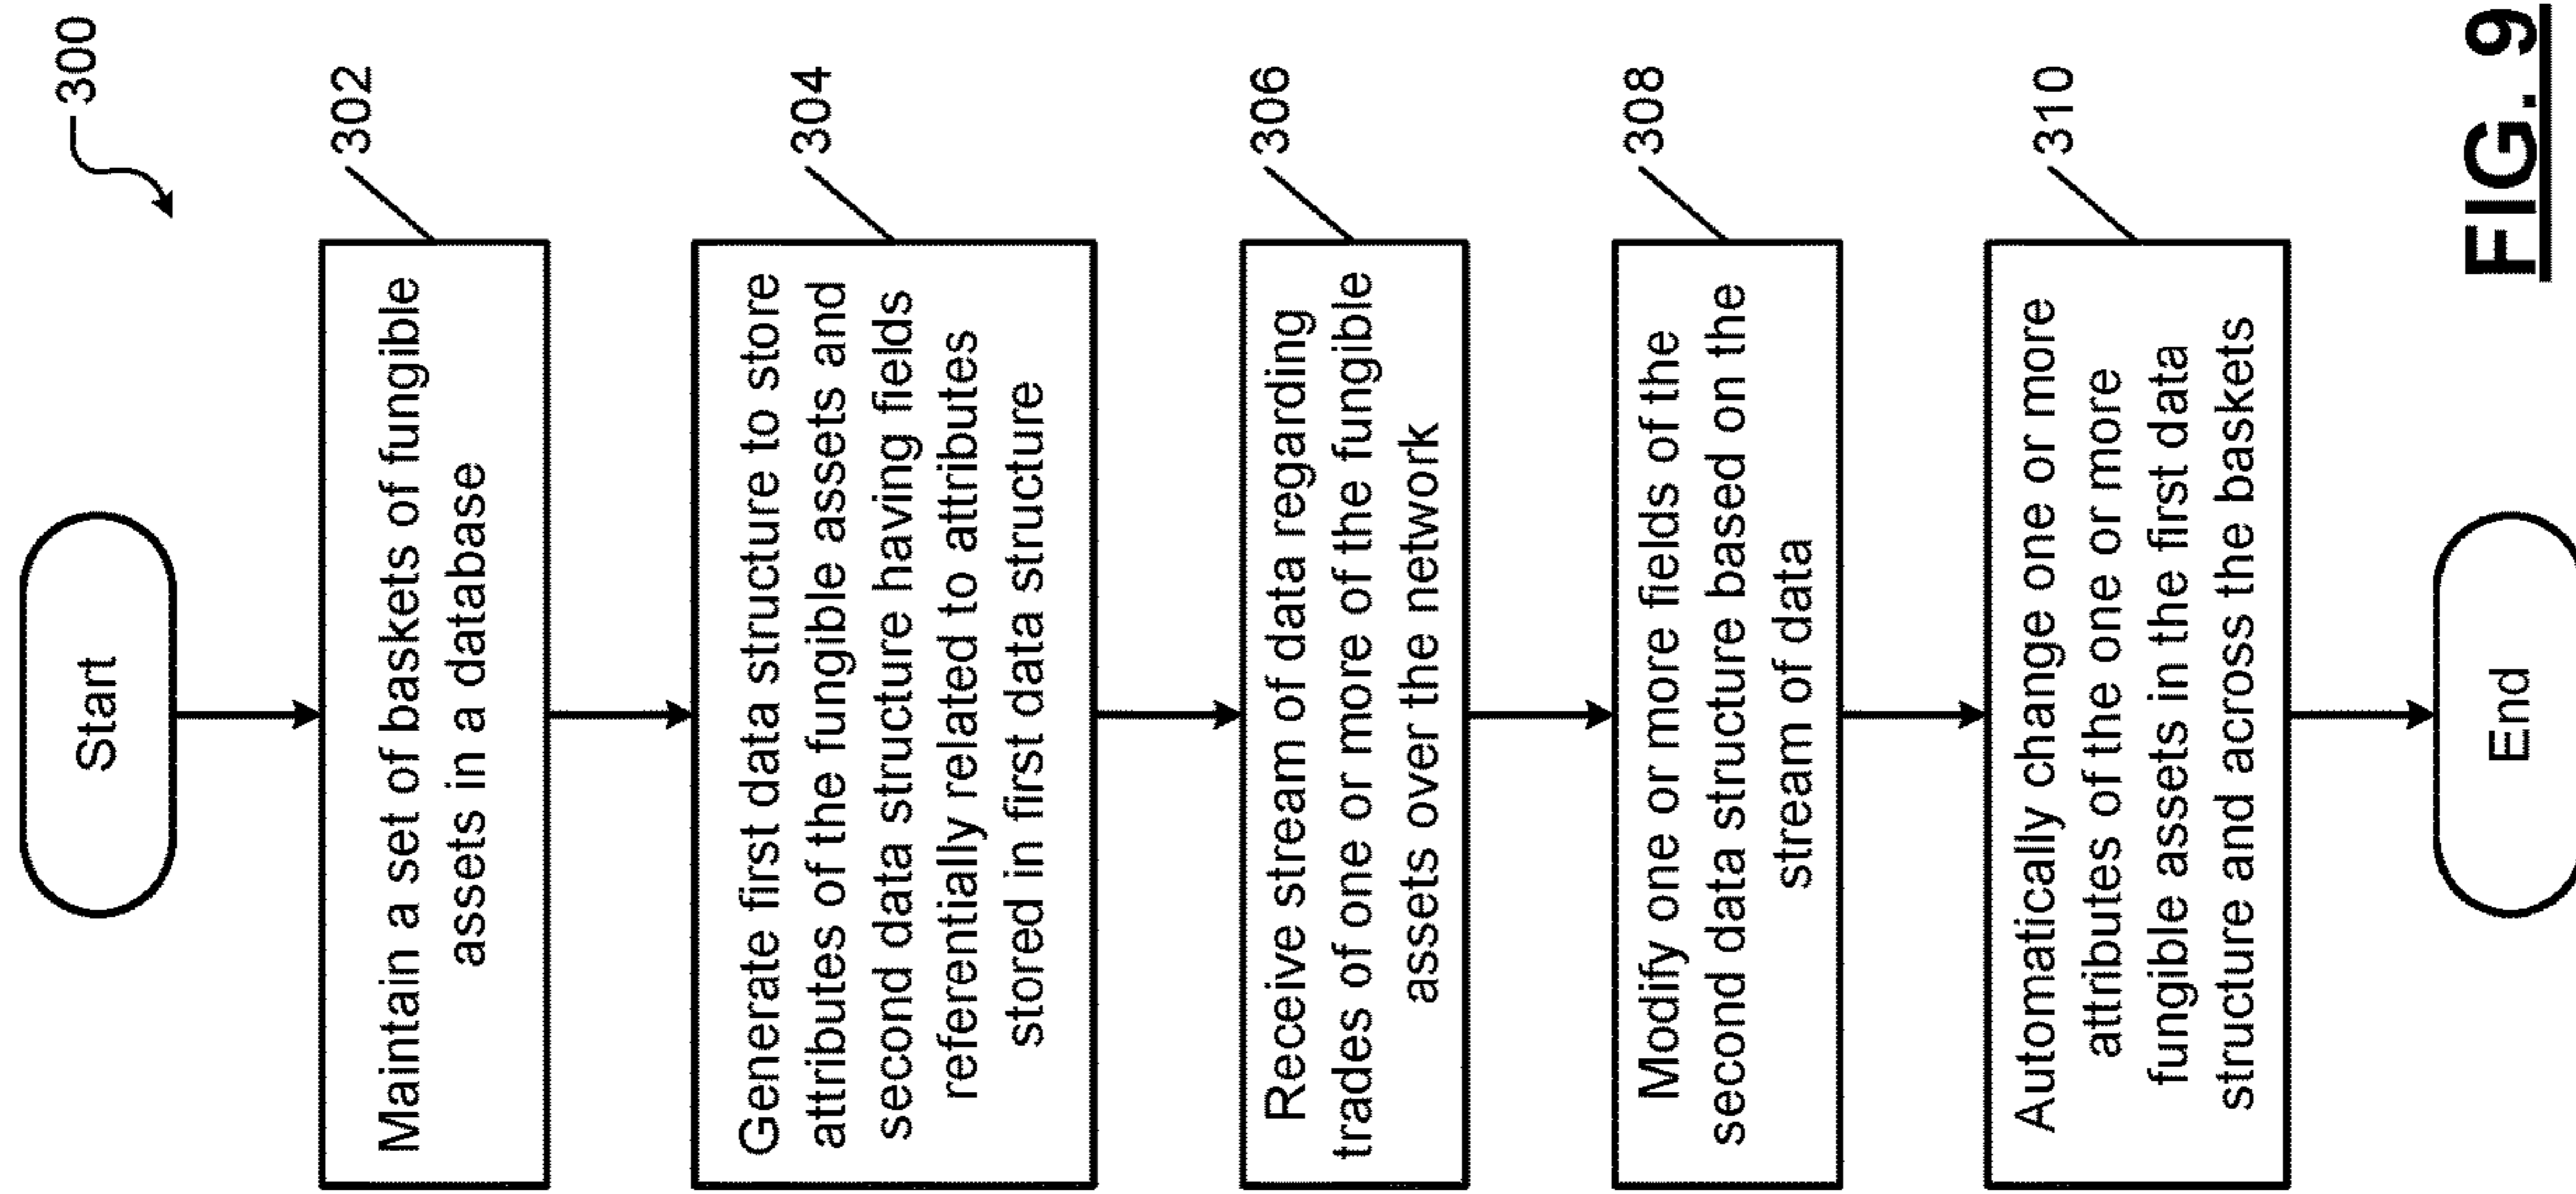 300
Start
302
Maintain a set of baskets of fungible
assets in a database
304
Generate first data structure to store
attributes of the fungible assets and
second data structure having fields
referentially related to attributes
stored in first data structure
306
Receive stream of data regarding
trades of one or more of the fungible
assets over the network
308
Modify one or more fields of the
second data structure based on the
stream of data
310
Automatically change one or more
attributes of the one or more
fungible assets in the first data
structure and across the baskets
End
FIG. 9